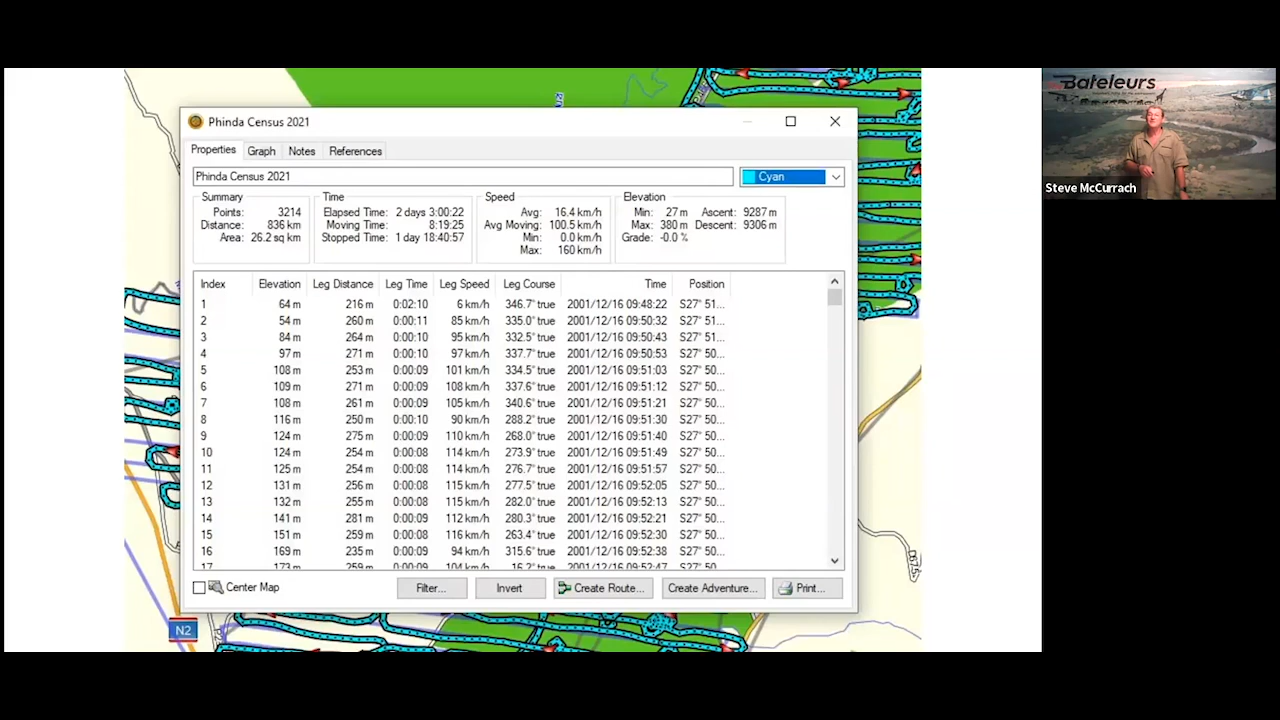 Phinda Census 2021
Properties Graph Notes References
Phinda Census 2021 Cyan
Summary Time Speed Elevation
Points: 3214 Elapsed Time: 2 days 3:00:22 Avg: 16.4 km/h Min: 27 m Ascent: 9287 m
Distance: 836 km Moving Time: 8:19:25 Avg Moving: 100.5 km/h Max: 380 m Descent: 9306 m
Area: 26.2 sq km Stopped Time: 1 day 18:40:57 Min: 0.0 km/h Grade: -0.0 %
Max: 160 km/h
Index Elevation Leg Distance Leg Time Leg Speed Leg Course Time Position
1 64 m 216 m 0:02:10 6 km/h 346.7° true 2001/12/16 09:48:22 S27° 51...
2 54 m 260 m 0:00:11 85 km/h 335.0° true 2001/12/16 09:50:32 S27° 51...
3 84 m 264 m 0:00:10 95 km/h 332.5° true 2001/12/16 09:50:43 S27° 51...
4 97 m 271 m 0:00:10 97 km/h 337.7° true 2001/12/16 09:50:53 S27° 50...
5 108 m 253 m 0:00:09 101 km/h 334.5° true 2001/12/16 09:51:03 S27° 50...
6 109 m 271 m 0:00:09 108 km/h 337.6° true 2001/12/16 09:51:12 S27° 50...
7 108 m 261 m 0:00:09 105 km/h 340.6° true 2001/12/16 09:51:21 S27° 50...
8 116 m 250 m 0:00:10 90 km/h 288.2° true 2001/12/16 09:51:30 S27° 50...
9 124 m 275 m 0:00:09 110 km/h 268.0° true 2001/12/16 09:51:40 S27° 50...
10 124 m 254 m 0:00:08 114 km/h 273.9° true 2001/12/16 09:51:49 S27° 50...
11 125 m 254 m 0:00:08 114 km/h 276.7° true 2001/12/16 09:51:57 S27° 50...
12 131 m 256 m 0:00:08 115 km/h 277.5° true 2001/12/16 09:52:05 S27° 50...
13 132 m 255 m 0:00:08 115 km/h 282.0° true 2001/12/16 09:52:13 S27° 50...
14 141 m 281 m 0:00:09 112 km/h 280.3° true 2001/12/16 09:52:21 S27° 50...
15 151 m 259 m 0:00:08 116 km/h 263.4° true 2001/12/16 09:52:30 S27° 50...
16 169 m 235 m 0:00:09 94 km/h 315.6° true 2001/12/16 09:52:38 S27° 50...
17 173 m 259 m 0:00:09 104 km/h 16.2° true 2001/12/16 09:52:47 S27° 50...
Center Map Filter... Invert Create Route... Create Adventure... Print...
N2
Bateleurs
Steve McCurrach